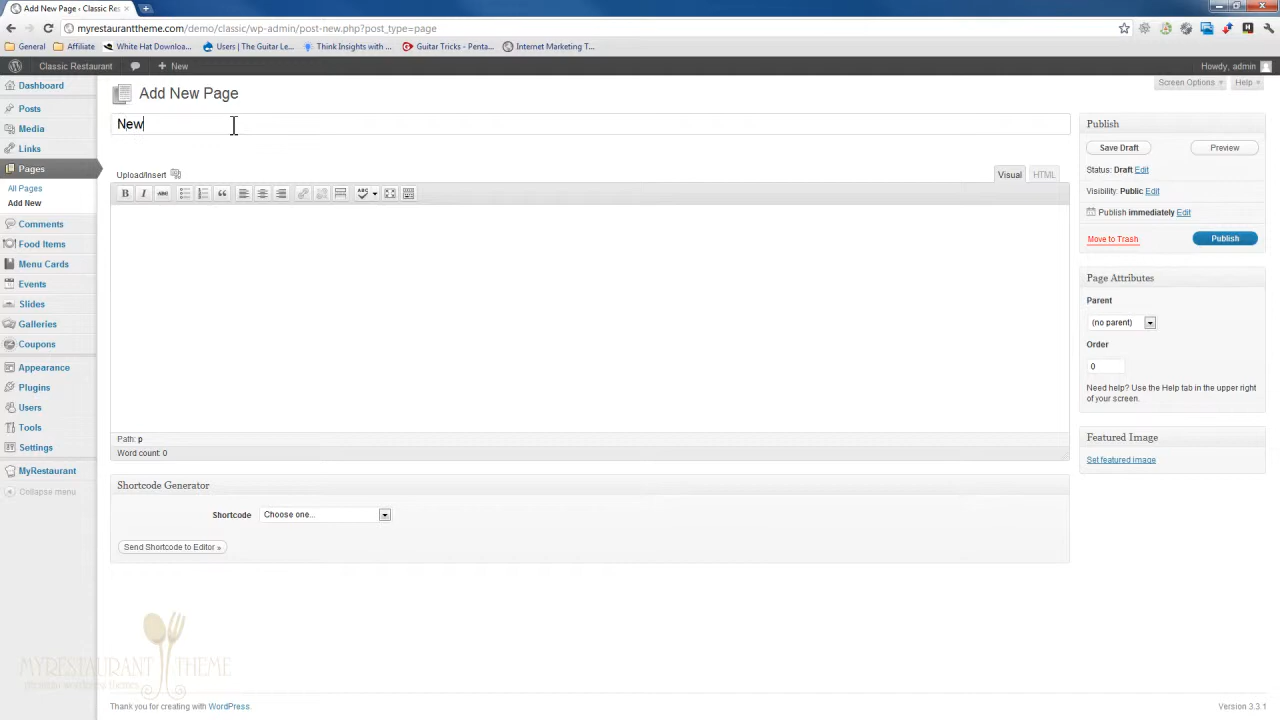 Add New Page ‹ Classic Rest
myrestauranttheme.com/demo/classic/wp-admin/post-new.php?post_type=page
General Affiliate White Hat Downloa... Users | The Guitar Le... Think Insights with ... Guitar Tricks - Penta... Internet Marketing T...
Classic Restaurant + New Howdy, admin
Screen Options Help
Dashboard
Posts
Media
Links
Pages
All Pages
Add New
Comments
Food Items
Menu Cards
Events
Slides
Galleries
Coupons
Appearance
Plugins
Users
Tools
Settings
MyRestaurant
Collapse menu
Add New Page
New
Upload/Insert
Visual HTML
B I ABC ABC
Path: p
Word count: 0
Shortcode Generator
Shortcode Choose one...
Send Shortcode to Editor »
Publish
Save Draft Preview
Status: Draft Edit
Visibility: Public Edit
Publish immediately Edit
Move to Trash Publish
Page Attributes
Parent
(no parent)
Order
0
Need help? Use the Help tab in the upper right
of your screen.
Featured Image
Set featured image
MYRESTAURANT THEME
premium wordpress themes
Thank you for creating with WordPress. Version 3.3.1